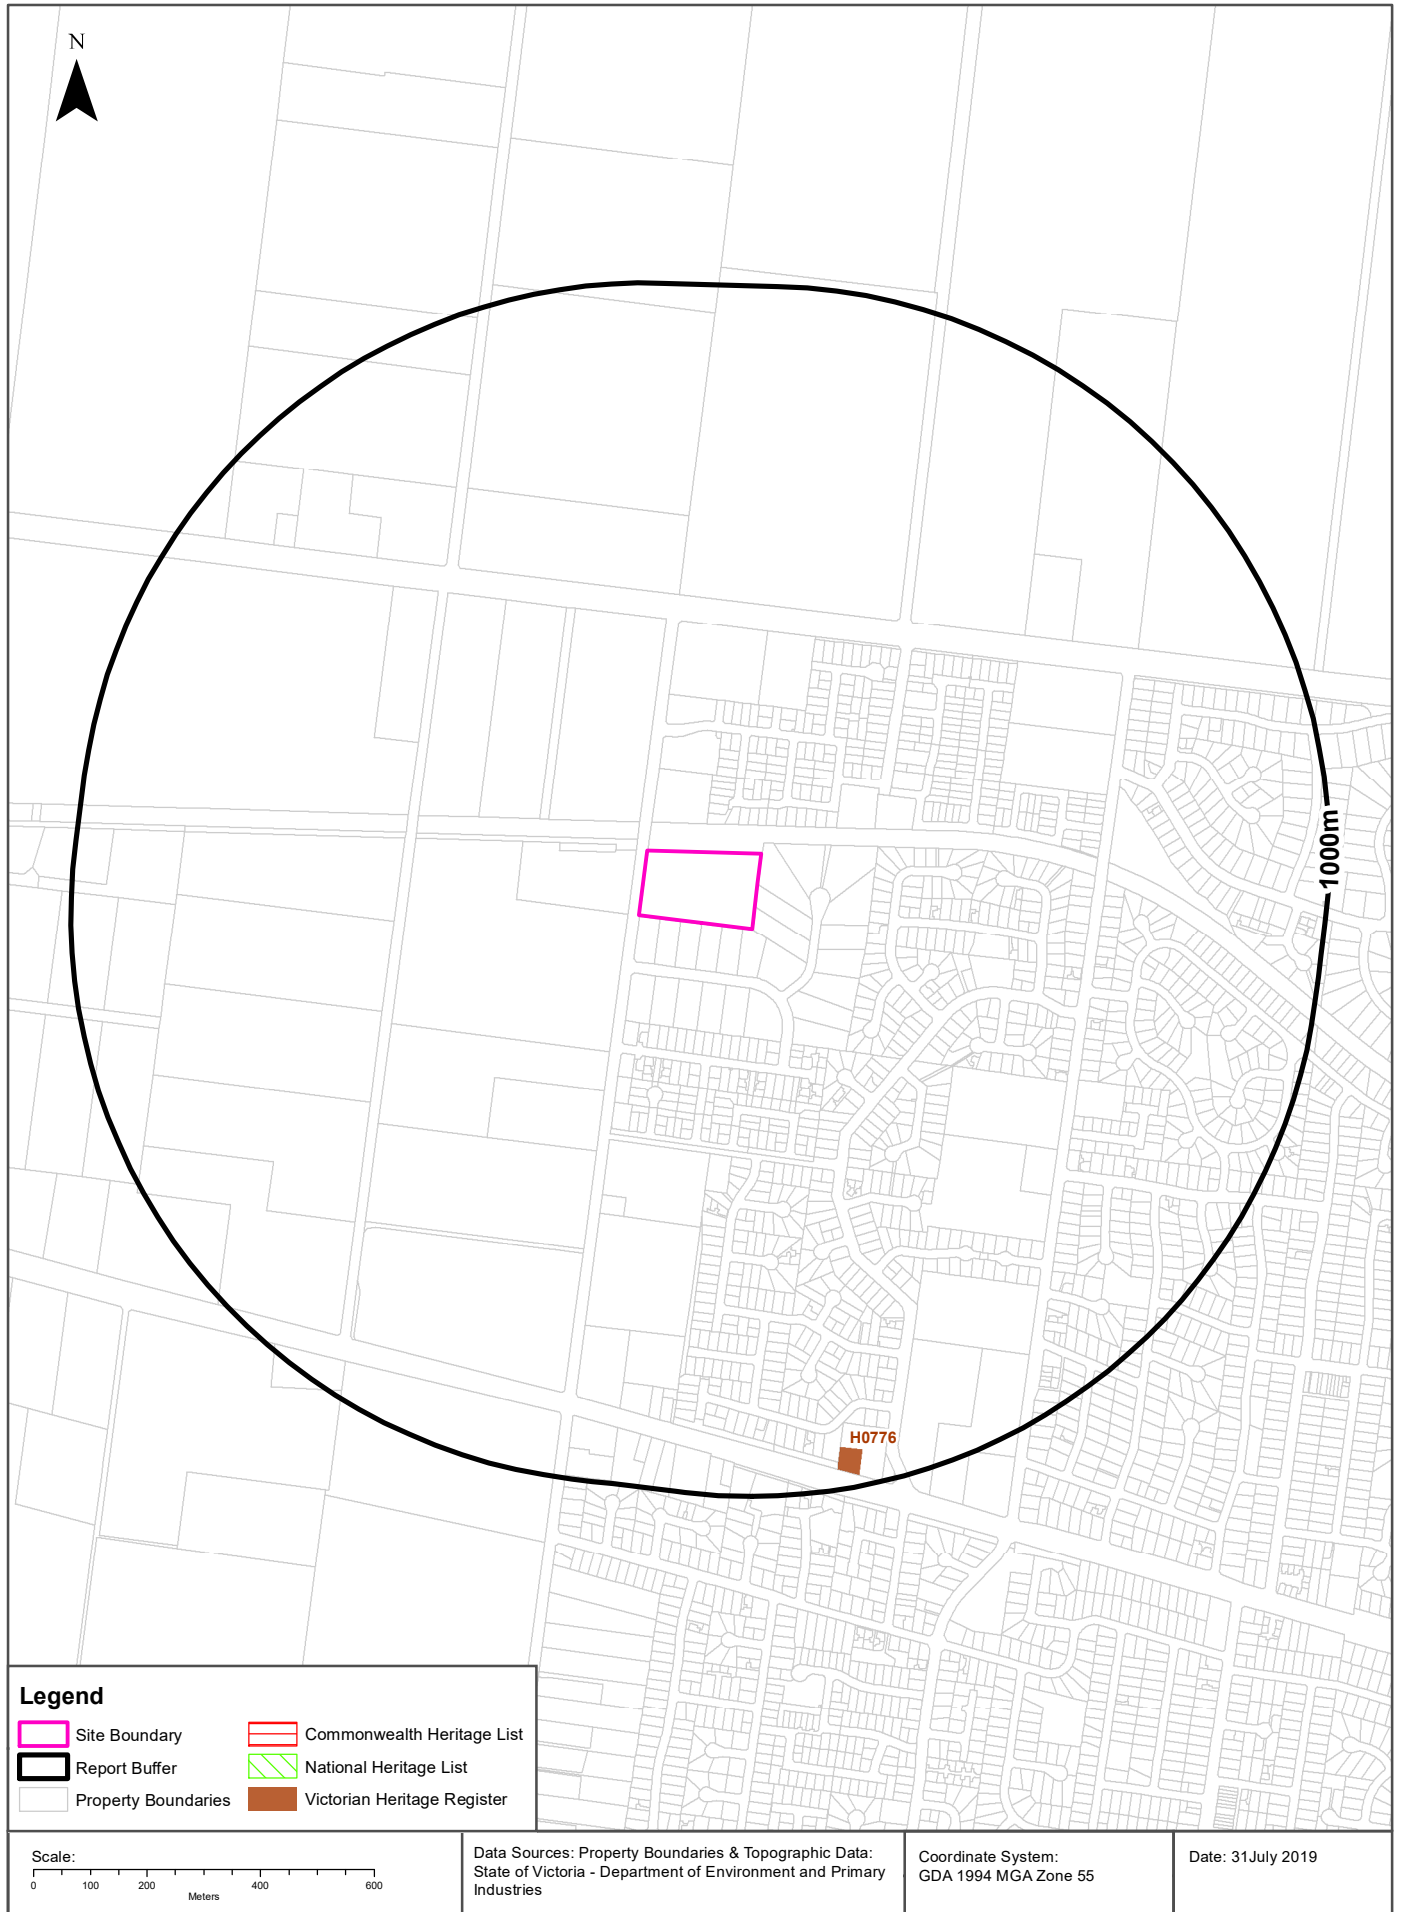 N
1000m
H0776
Legend
Site Boundary
Report Buffer
Property Boundaries
Commonwealth Heritage List
National Heritage List
Victorian Heritage Register
Scale:
0 100 200 400 600
Meters
Data Sources: Property Boundaries & Topographic Data:
State of Victoria - Department of Environment and Primary
Industries
Coordinate System:
GDA 1994 MGA Zone 55
Date: 31July 2019